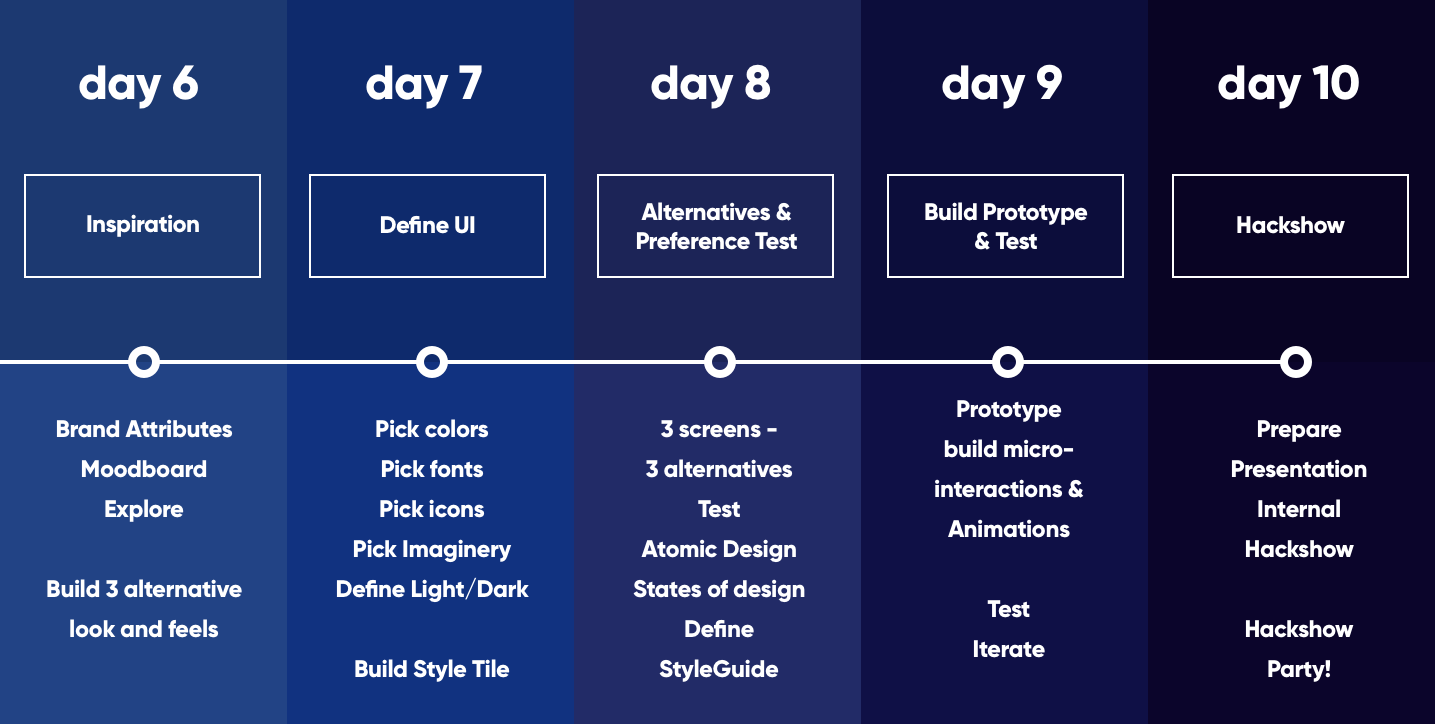 day 6
Inspiration
Brand Attributes
Moodboard
Explore
Build 3 alternative
look and feels
day 7
Define UI
Pick colors
Pick fonts
Pick icons
Pick Imaginery
Define Light/Dark
Build Style Tile
day 8
Alternatives &
Preference Test
3 screens -
3 alternatives
Test
Atomic Design
States of design
Define
StyleGuide
day 9
Build Prototype
& Test
Prototype
build micro-
interactions &
Animations
Test
Iterate
day 10
Hackshow
Prepare
Presentation
Internal
Hackshow
Hackshow
Party!